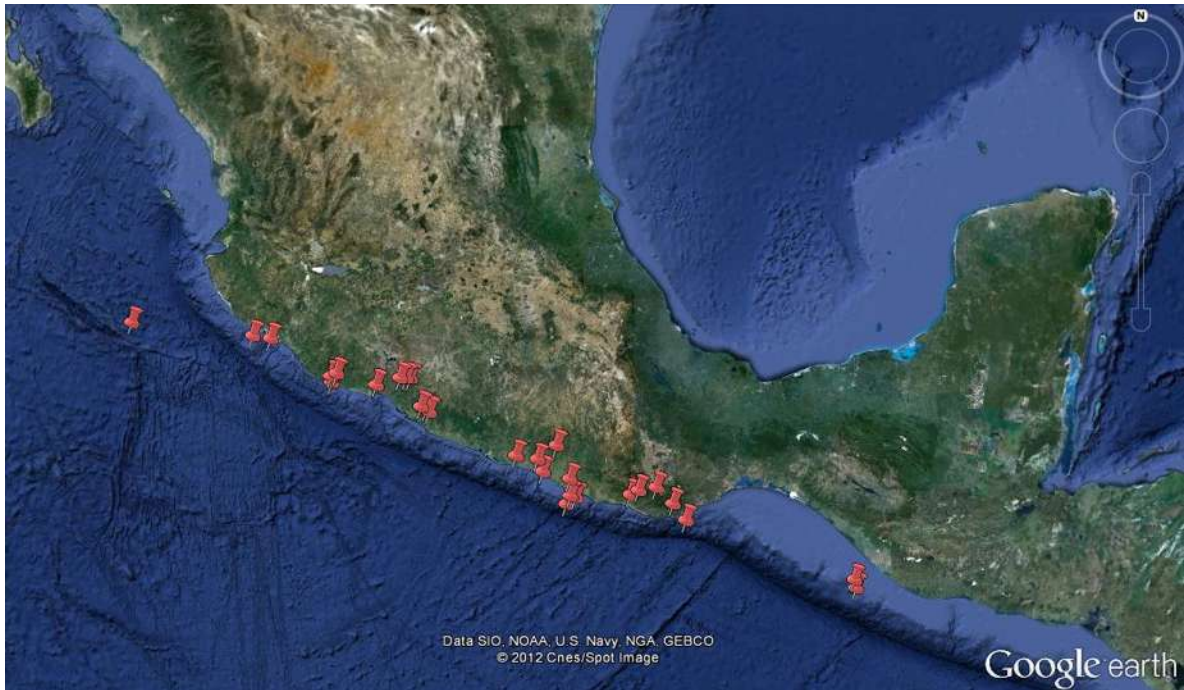 N
Data SIO, NOAA, U.S. Navy, NGA, GEBCO
© 2012 Cnes/Spot Image
Google earth